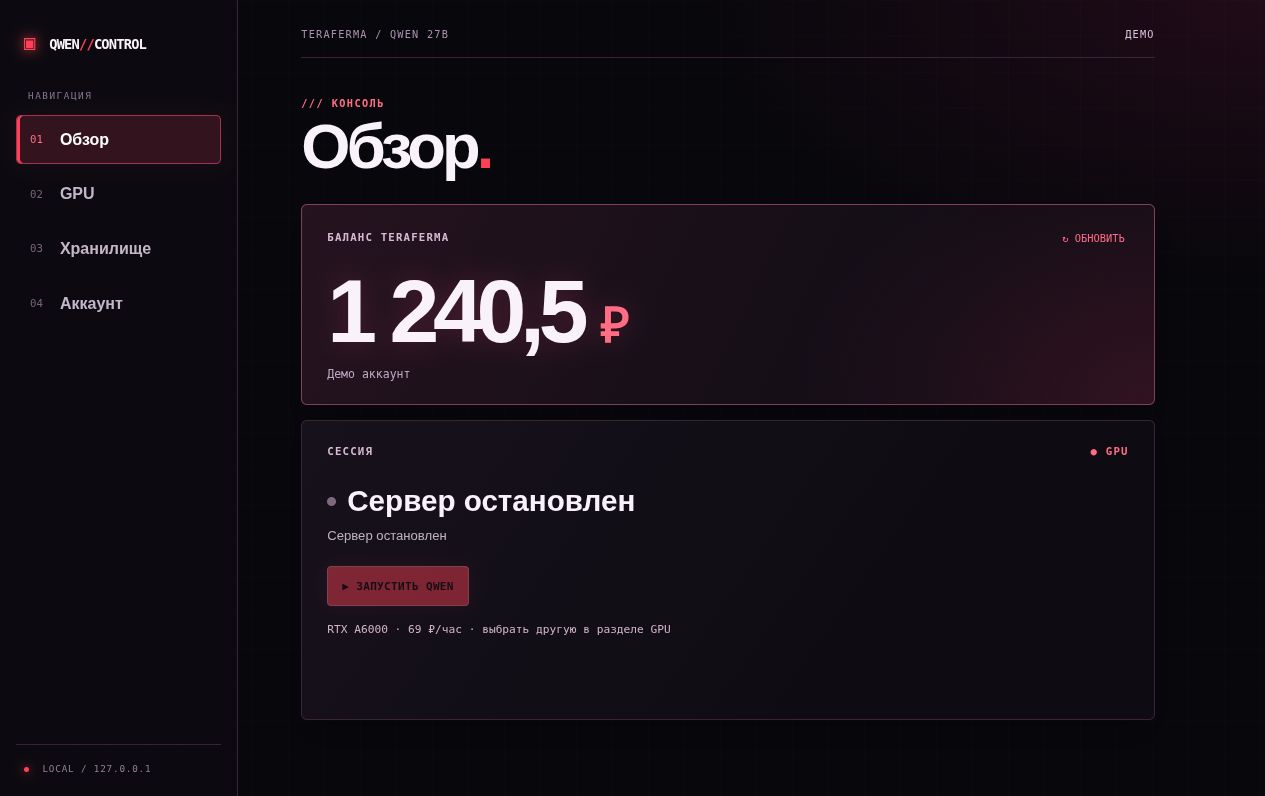 QWEN//CONTROL
НАВИГАЦИЯ
01 Обзор
02 GPU
03 Хранилище
04 Аккаунт
LOCAL / 127.0.0.1
TERAFERMA / QWEN 27B
ДЕМО
/// КОНСОЛЬ
Обзор.
БАЛАНС TERAFERMA
↻ ОБНОВИТЬ
1 240,5 ₽
Демо аккаунт
СЕССИЯ
● GPU
Сервер остановлен
Сервер остановлен
▶ ЗАПУСТИТЬ QWEN
RTX A6000 · 69 ₽/час · выбрать другую в разделе GPU